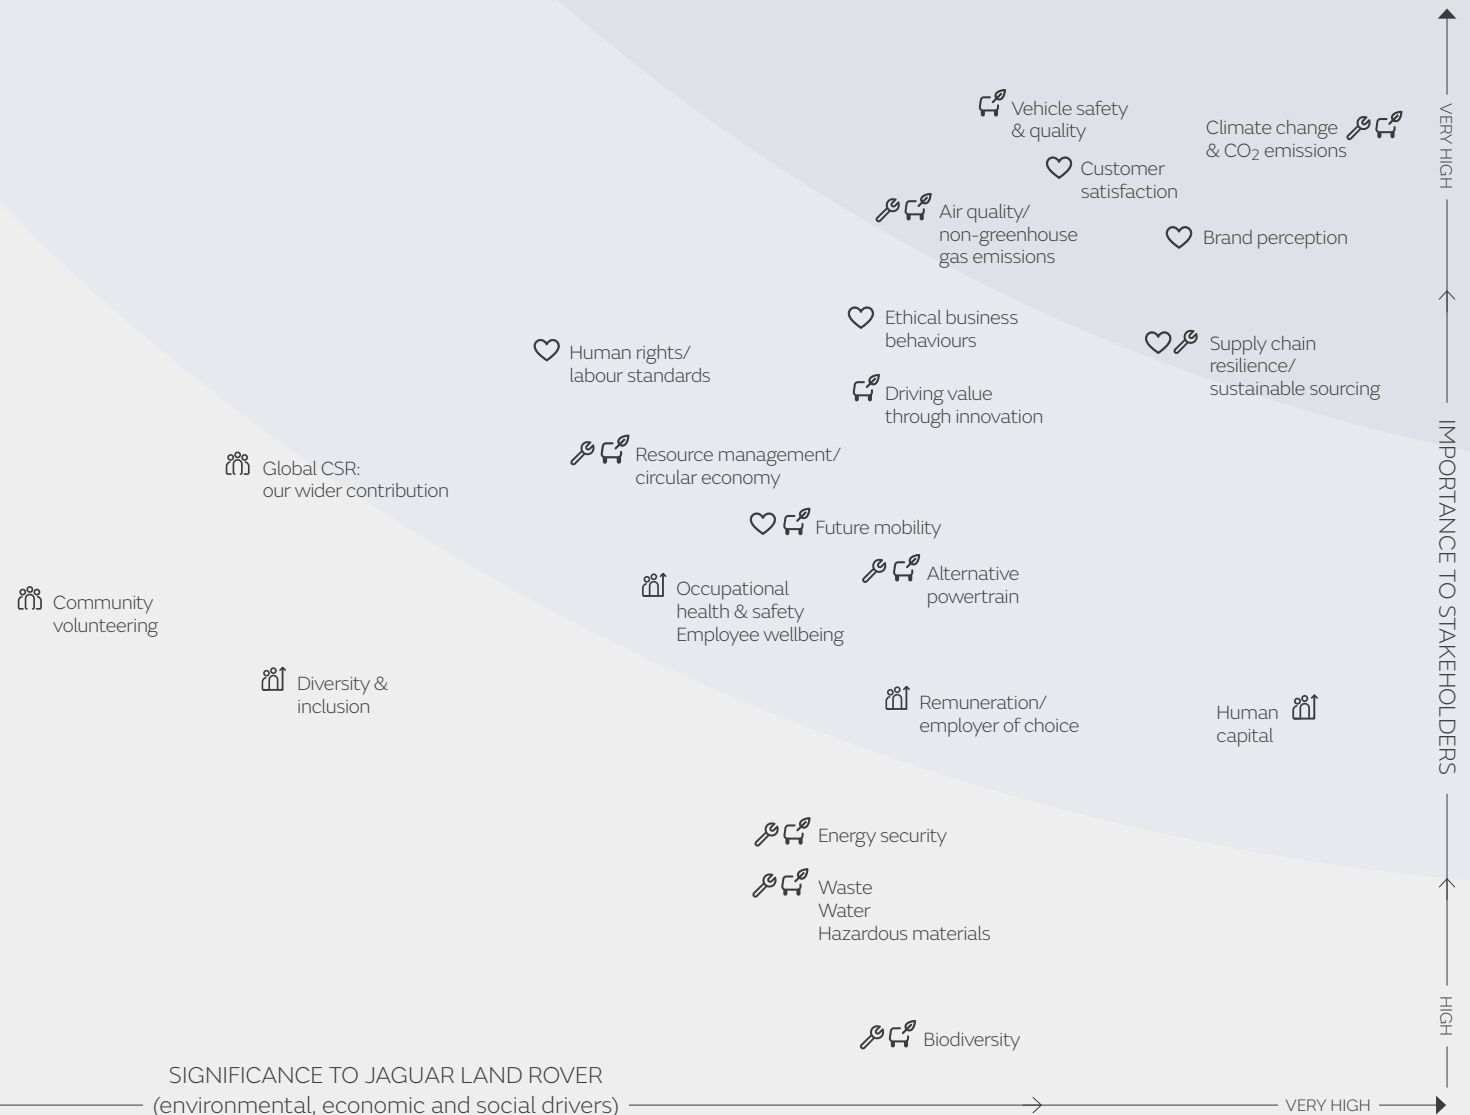 Vehicle safety
& quality
Climate change
& CO2 emissions
Customer
satisfaction
Air quality/
non-greenhouse
gas emissions
Brand perception
Ethical business
behaviours
Human rights/
labour standards
Supply chain
resilience/
sustainable sourcing
Driving value
through innovation
Resource management/
circular economy
Global CSR:
our wider contribution
Future mobility
Alternative
powertrain
Occupational
health & safety
Employee wellbeing
Community
volunteering
Diversity &
inclusion
Remuneration/
employer of choice
Human
capital
Energy security
Waste
Water
Hazardous materials
Biodiversity
VERY HIGH
IMPORTANCE TO STAKEHOLDERS
HIGH
SIGNIFICANCE TO JAGUAR LAND ROVER
(environmental, economic and social drivers)
VERY HIGH